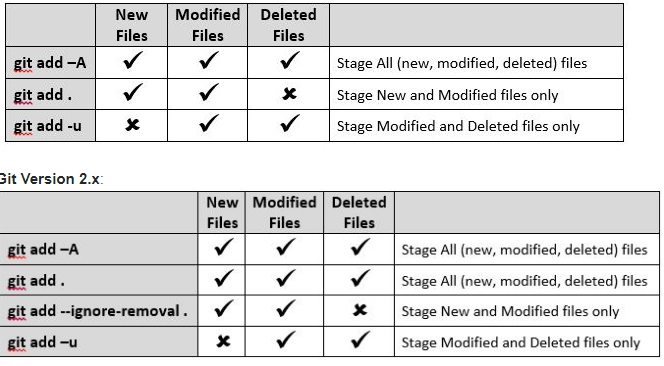 New Modified Deleted
Files Files Files
git add –A ✓ ✓ ✓ Stage All (new, modified, deleted) files
git add . ✓ ✓ ✗ Stage New and Modified files only
git add -u ✗ ✓ ✓ Stage Modified and Deleted files only
Git Version 2.x:
New Modified Deleted
Files Files Files
git add –A ✓ ✓ ✓ Stage All (new, modified, deleted) files
git add . ✓ ✓ ✓ Stage All (new, modified, deleted) files
git add --ignore-removal . ✓ ✓ ✗ Stage New and Modified files only
git add –u ✗ ✓ ✓ Stage Modified and Deleted files only